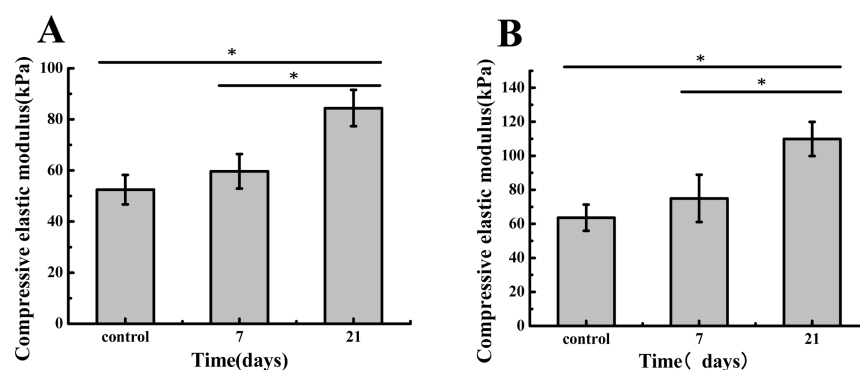 A
Compressive elastic modulus(kPa)
100
80
60
40
20
0
*
*
control 7 21
Time(days)
B
Compressive elastic modulus(kPa)
140
120
100
80
60
40
20
0
*
*
control 7 21
Time( days)